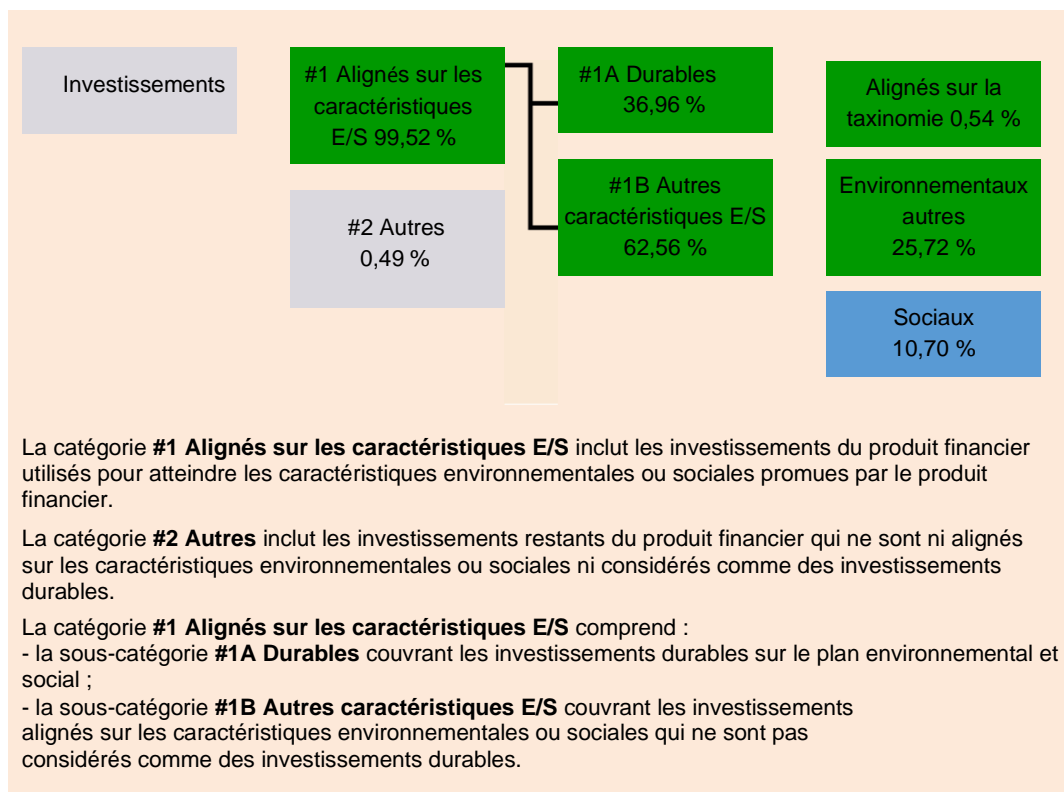 Investissements
#1 Alignés sur les
caractéristiques
E/S 99,52 %
#2 Autres
0,49 %
#1A Durables
36,96 %
#1B Autres
caractéristiques E/S
62,56 %
Alignés sur la
taxinomie 0,54 %
Environnementaux
autres
25,72 %
Sociaux
10,70 %
La catégorie #1 Alignés sur les caractéristiques E/S inclut les investissements du produit financier
utilisés pour atteindre les caractéristiques environnementales ou sociales promues par le produit
financier.
La catégorie #2 Autres inclut les investissements restants du produit financier qui ne sont ni alignés
sur les caractéristiques environnementales ou sociales ni considérés comme des investissements
durables.
La catégorie #1 Alignés sur les caractéristiques E/S comprend :
- la sous-catégorie #1A Durables couvrant les investissements durables sur le plan environnemental et
social ;
- la sous-catégorie #1B Autres caractéristiques E/S couvrant les investissements
alignés sur les caractéristiques environnementales ou sociales qui ne sont pas
considérés comme des investissements durables.